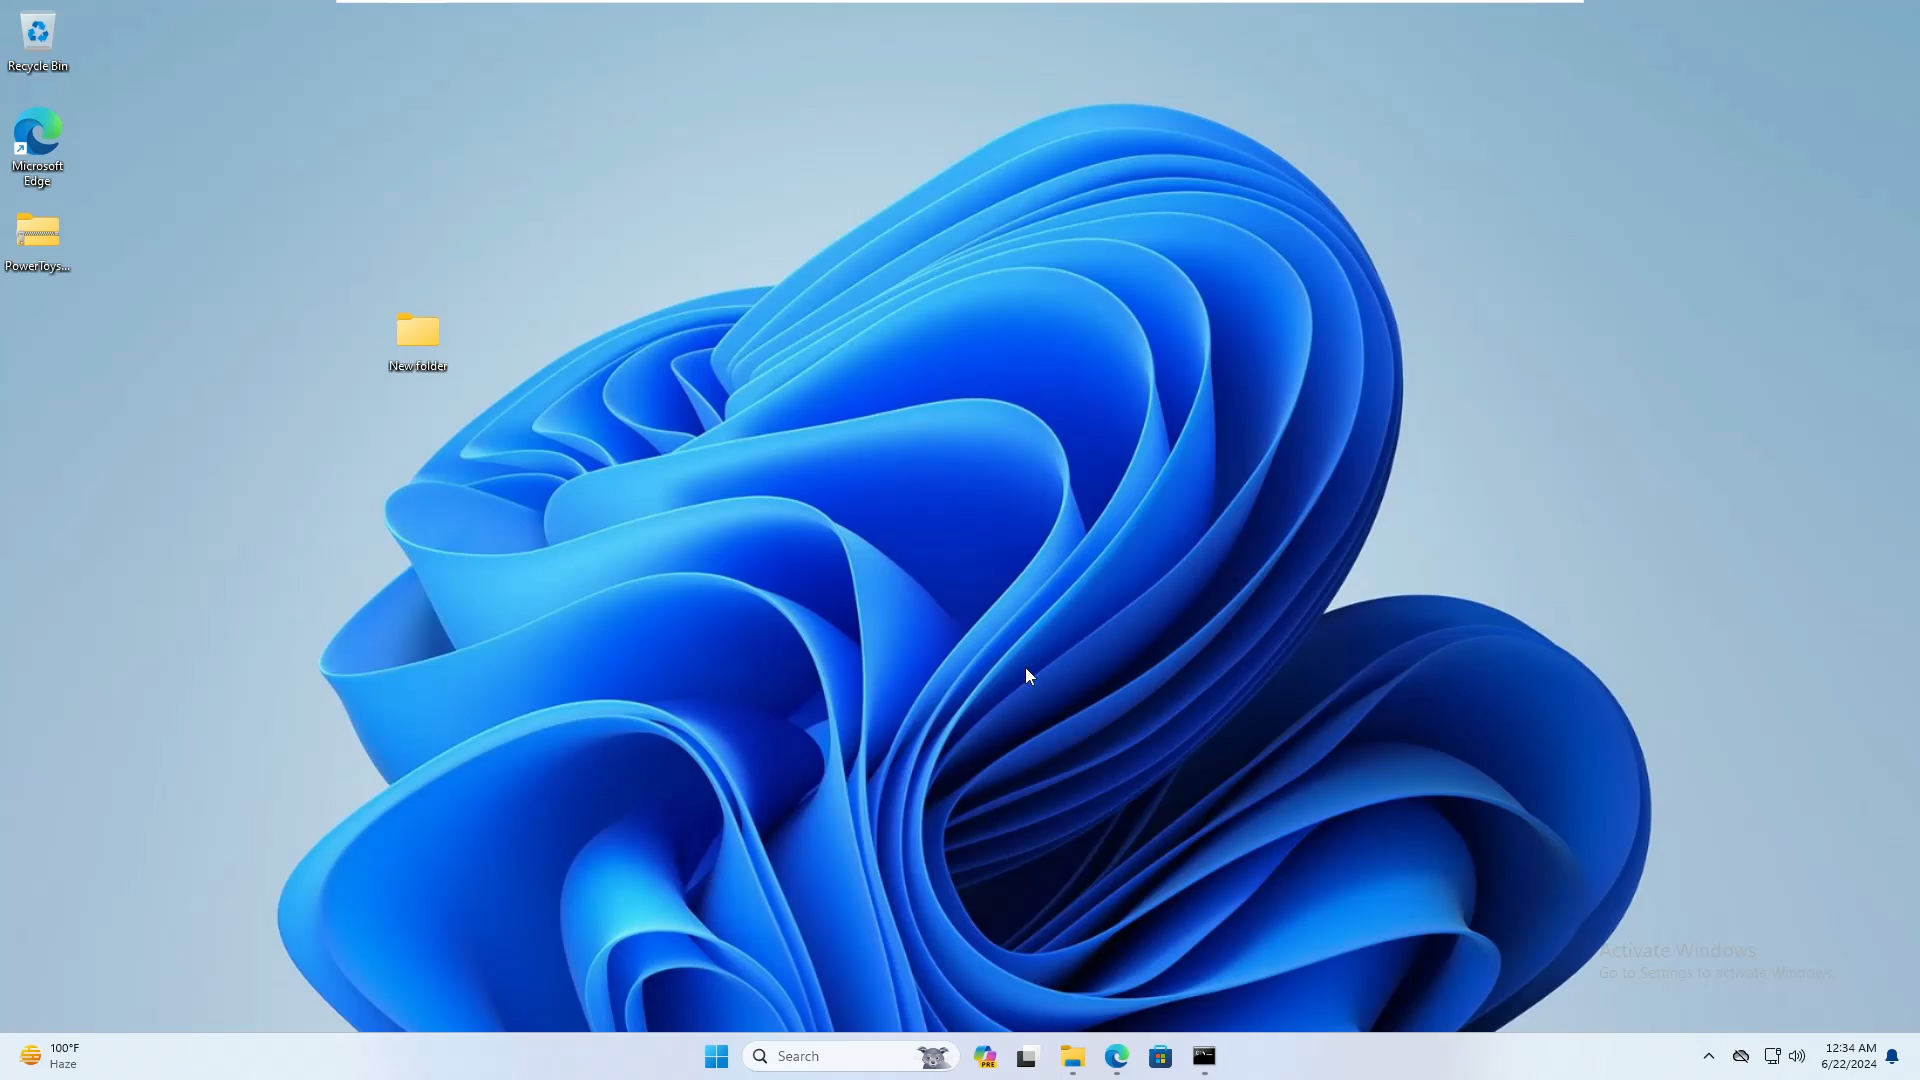 Recycle Bin
Microsoft
Edge
PowerToys...
New folder
Activate Windows
Go to Settings to activate Windows.
100°F
Haze
Search
PRE
12:34 AM
6/22/2024